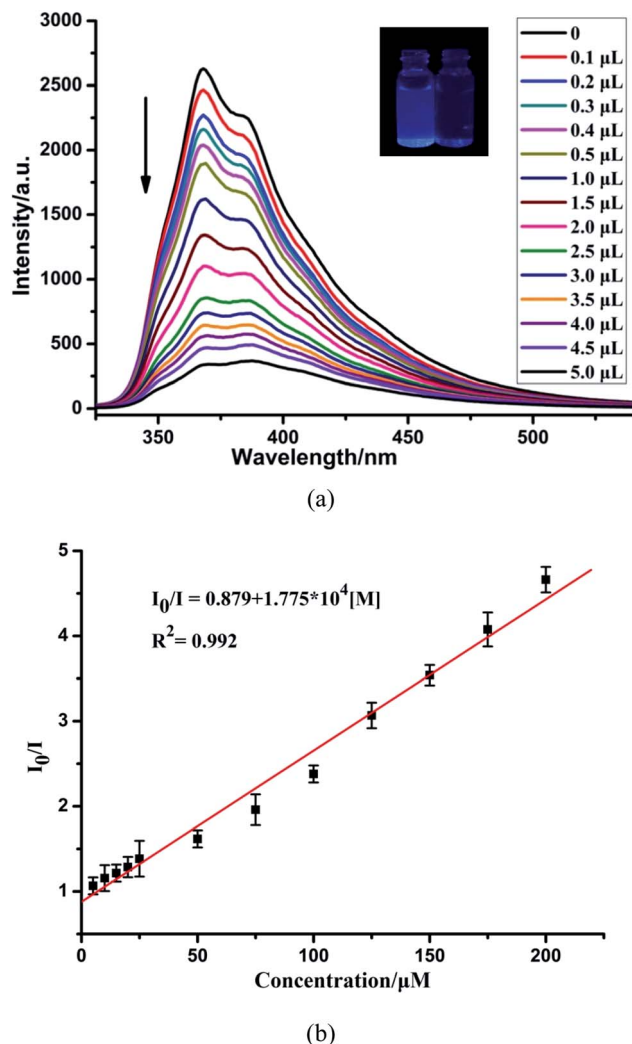 3000
2500
2000
1500
1000
500
0
Intensity/a.u.
350
400
450
500
Wavelength/nm
0
0.1 µL
0.2 µL
0.3 µL
0.4 µL
0.5 µL
1.0 µL
1.5 µL
2.0 µL
2.5 µL
3.0 µL
3.5 µL
4.0 µL
4.5 µL
5.0 µL
(a)
5
4
3
2
1
I₀/I
I₀/I = 0.879+1.775*10⁴[M]
R²= 0.992
0
50
100
150
200
Concentration/µM
(b)